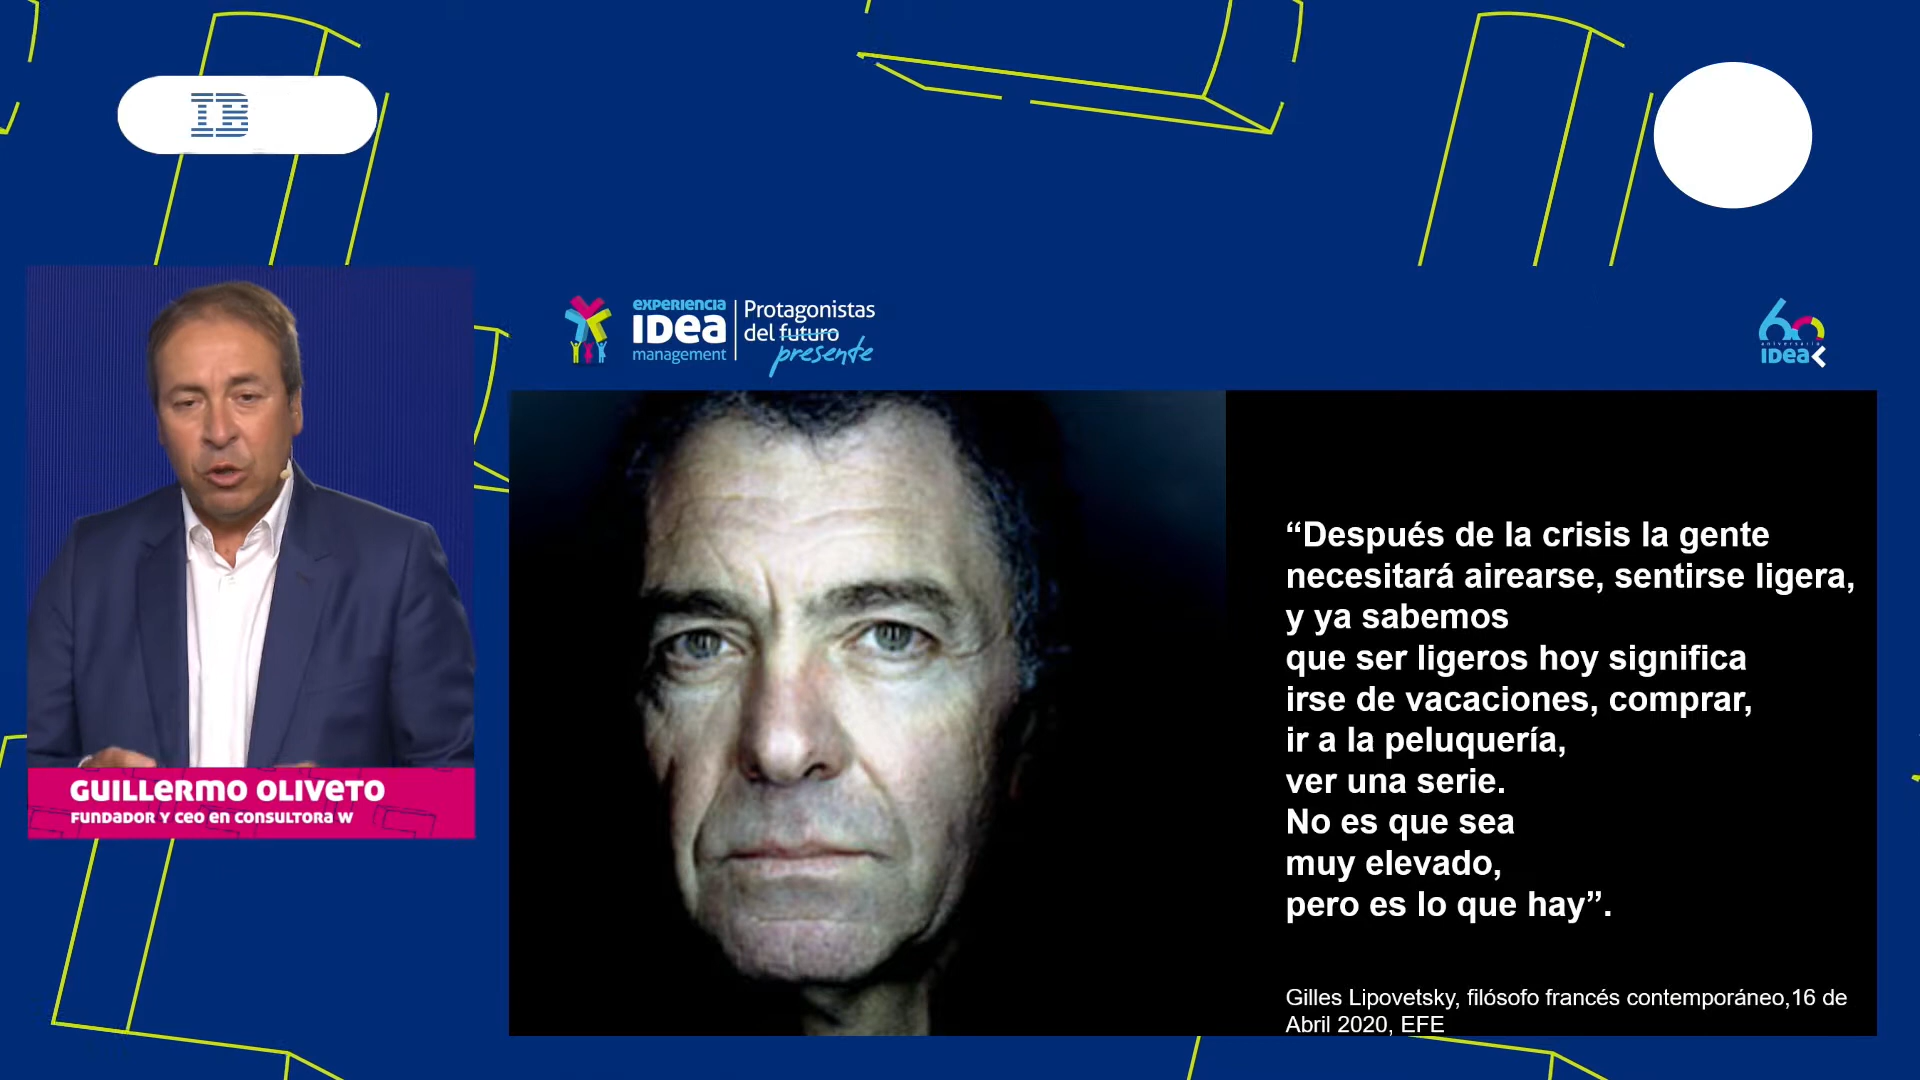 IB
experiencia
IDea
management
Protagonistas
del futuro
presente
60
aniversario
IDea
“Después de la crisis la gente
necesitará airearse, sentirse ligera,
y ya sabemos
que ser ligeros hoy significa
irse de vacaciones, comprar,
ir a la peluquería,
ver una serie.
No es que sea
muy elevado,
pero es lo que hay”.
Gilles Lipovetsky, filósofo francés contemporáneo,16 de
Abril 2020, EFE
GUILLeRMO OLIVeTO
FUNDADOR Y CeO en CONSULTORA W